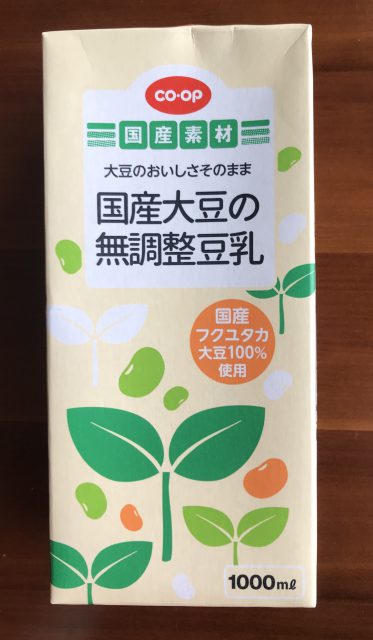 co·op
国産素材
大豆のおいしさそのまま
国産大豆の
無調整豆乳
国産
フクユタカ
大豆100%
使用
1000mℓ